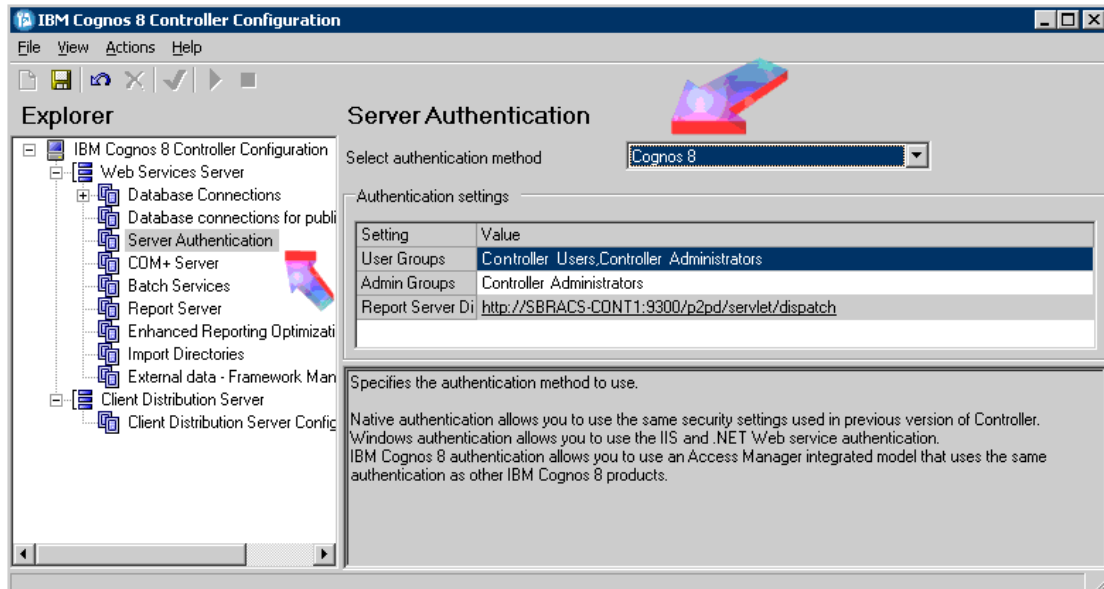 IBM Cognos 8 Controller Configuration
File View Actions Help
Explorer
IBM Cognos 8 Controller Configuration
Web Services Server
Database Connections
Database connections for publi
Server Authentication
COM+ Server
Batch Services
Report Server
Enhanced Reporting Optimizati
Import Directories
External data - Framework Man
Client Distribution Server
Client Distribution Server Config
Server Authentication
Select authentication method
Cognos 8
Authentication settings
Setting Value
User Groups Controller Users,Controller Administrators
Admin Groups Controller Administrators
Report Server Di http://SBRACS-CONT1:9300/p2pd/servlet/dispatch
Specifies the authentication method to use.
Native authentication allows you to use the same security settings used in previous version of Controller.
Windows authentication allows you to use the IIS and .NET Web service authentication.
IBM Cognos 8 authentication allows you to use an Access Manager integrated model that uses the same
authentication as other IBM Cognos 8 products.